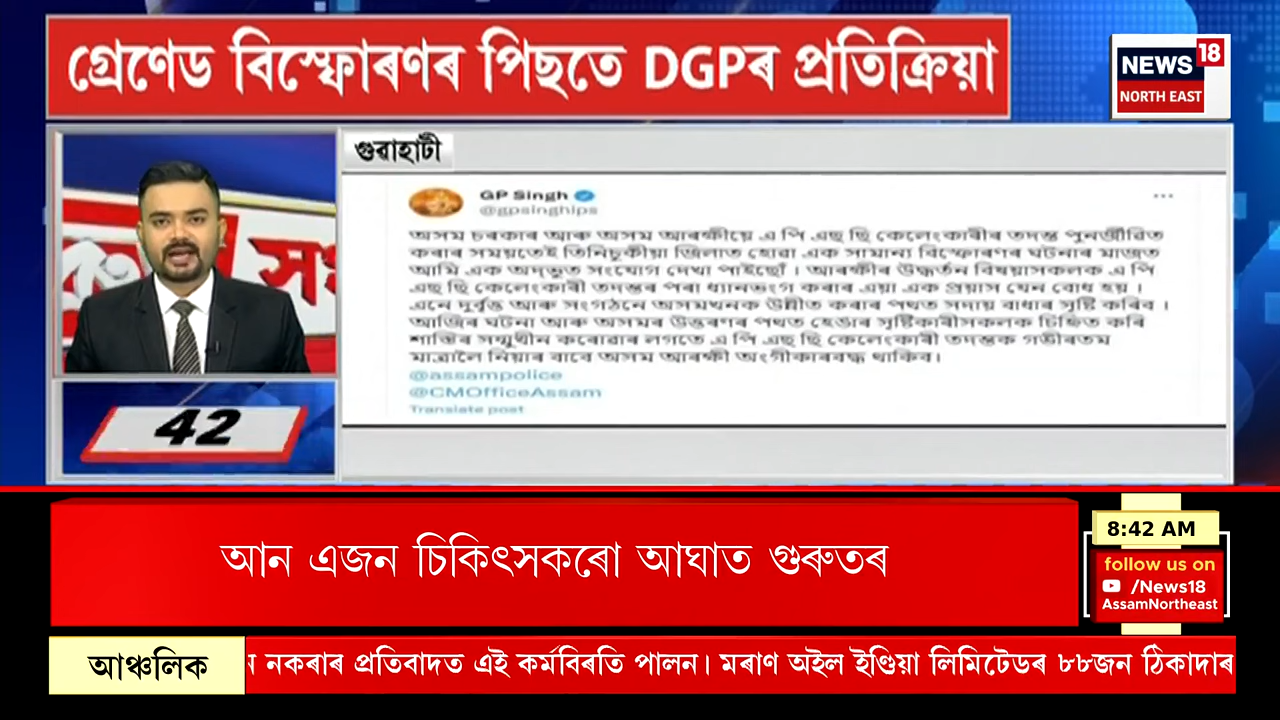 গ্ৰেণেড বিস্ফোৰণৰ পিছতে DGPৰ প্ৰতিক্ৰিয়া
NEWS 18
NORTH EAST
গুৱাহাটী
GP Singh
@gpsinghips
অসম চৰকাৰ আৰু অসম আৰক্ষীয়ে এ পি এছ ছি কেলেংকাৰীৰ তদন্ত পুনৰ্জীৱিত
কৰাৰ সময়তেই তিনিচুকীয়া জিলাত হোৱা এক সামান্য বিস্ফোৰণৰ ঘটনাৰ মাজত
আমি এক অদ্ভুত সংযোগ দেখা পাইছোঁ । আৰক্ষীৰ উদ্ধৰ্তন বিষয়াসকলক এ পি
এছ ছি কেলেংকাৰী তদন্তৰ পৰা ধ্যানভংগ কৰাৰ এয়া এক প্ৰয়াস যেন বোধ হয় ।
এনে দুৰ্বৃত্ত আৰু সংগঠনে অসমখনক উন্নীত কৰাৰ পথত সদায় বাধাৰ সৃষ্টি কৰিব ।
আজিৰ ঘটনা আৰু অসমৰ উত্তৰণৰ পথত হেঙাৰ সৃষ্টিকাৰীসকলক চিহ্নিত কৰি
শাস্তিৰ সন্মুখীন কৰোৱাৰ লগতে এ পি এছ ছি কেলেংকাৰী তদন্তক গভীৰতম
মাত্ৰালৈ নিয়াৰ বাবে অসম আৰক্ষী অংগীকাৰবদ্ধ থাকিব।
@assampolice
@CMOfficeAssam
Translate post
42
আন এজন চিকিৎসকৰো আঘাত গুৰুতৰ
8:42 AM
follow us on
/News18
AssamNortheast
আঞ্চলিক
নকৰাৰ প্ৰতিবাদত এই কৰ্মবিৰতি পালন। মৰাণ অইল ইণ্ডিয়া লিমিটেডৰ ৮৮জন ঠিকাদাৰ